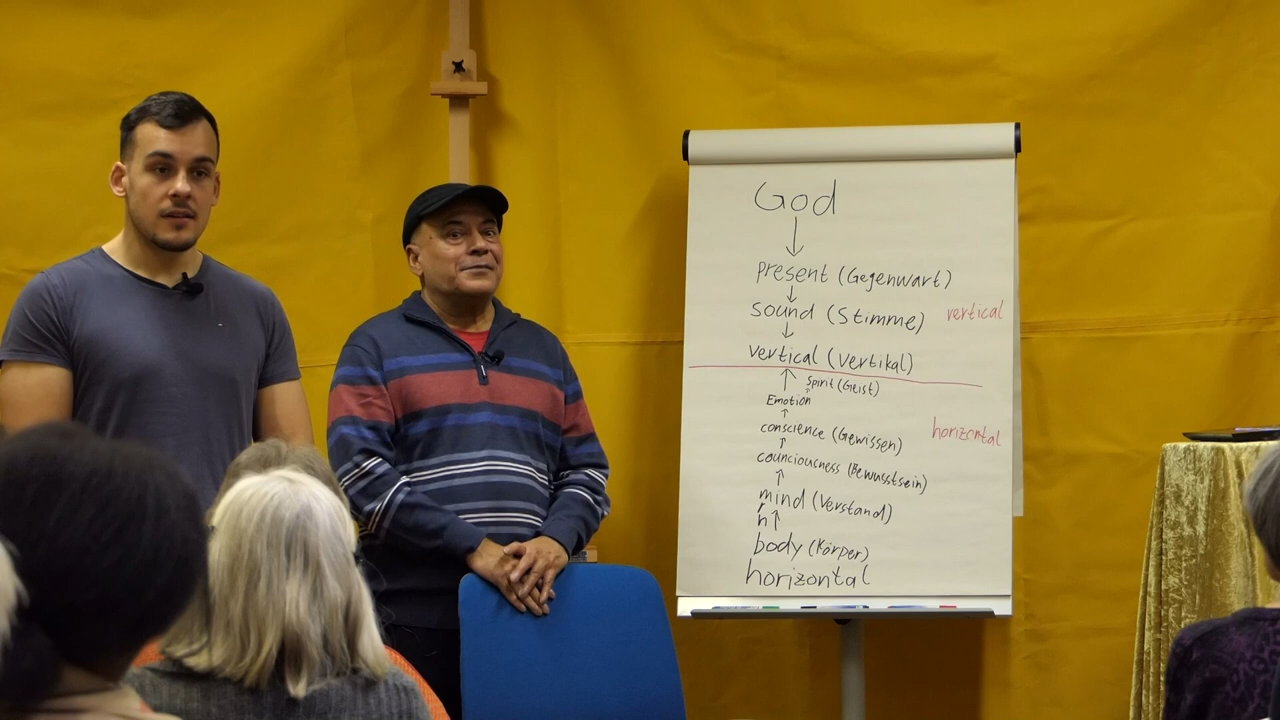 God
present (Gegenwart)
sound (Stimme)
vertical
vertical (Vertikal)
spirit (Geist)
Emotion
conscience (Gewissen)
horizontal
counciousness (Bewusstsein)
mind (Verstand)
body (Körper)
horizontal